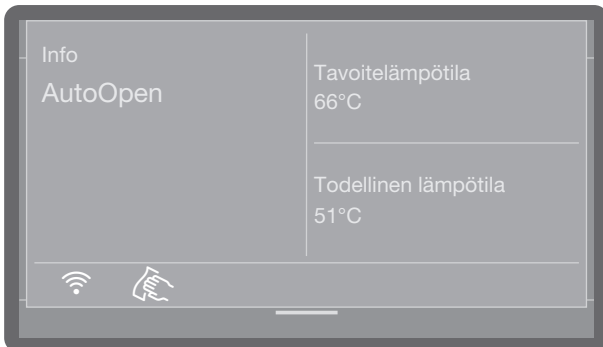 Info
AutoOpen
Tavoitelämpötila
66°C
Todellinen lämpötila
51°C